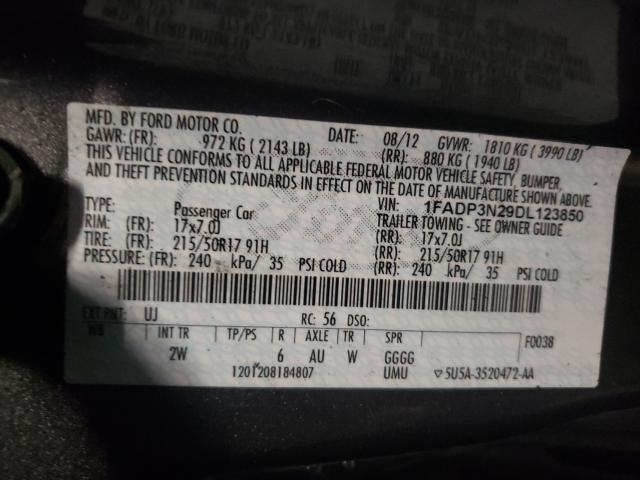 MFD. BY FORD MOTOR CO.
DATE: 08/12 GVWR: 1810 KG (3990 LB)
GAWR: (FR): 972 KG (2143 LB) (RR): 880 KG (1940 LB)
THIS VEHICLE CONFORMS TO ALL APPLICABLE FEDERAL MOTOR VEHICLE SAFETY, BUMPER,
AND THEFT PREVENTION STANDARDS IN EFFECT ON THE DATE OF MANUFACTURE SHOWN ABOVE.
VIN: 1FADP3N29DL123850
TYPE: Passenger Car TRAILER TOWING - SEE OWNER GUIDE
RIM: (FR): 17x7.0J (RR): 17x7.0J
TIRE: (FR): 215/50R17 91H (RR): 215/50R17 91H
PRESSURE: (FR): 240 kPa/ 35 PSI COLD (RR): 240 kPa/ 35 PSI COLD
EXT PNT: UJ RC: 56 DSO:
WB INT TR TP/PS R AXLE TR SPR F0038
2W 6 AU W GGGG
1201208184807 UMU ▽5U5A-3520472-AA